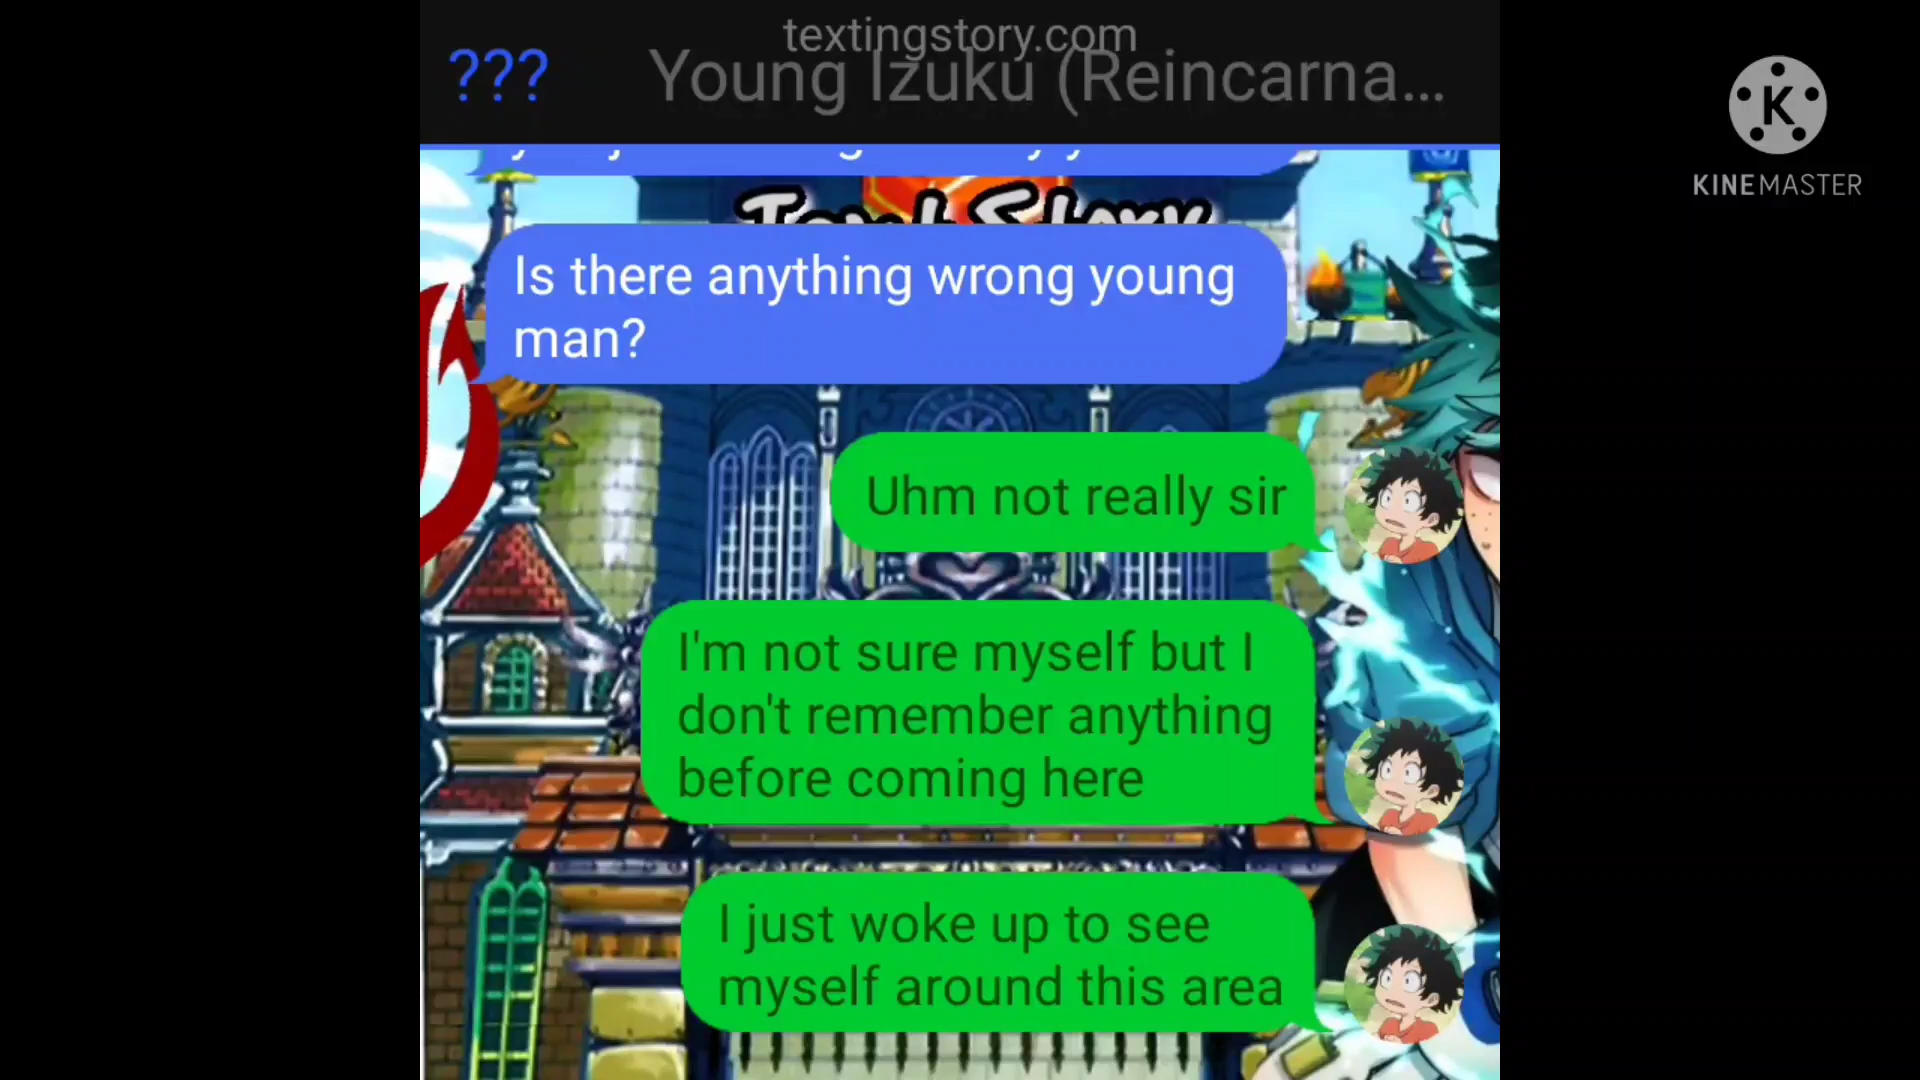 textingstory.com
??? Young Izuku (Reincarna...
KINEMASTER
Is there anything wrong young
man?
Uhm not really sir
I'm not sure myself but I
don't remember anything
before coming here
I just woke up to see
myself around this area